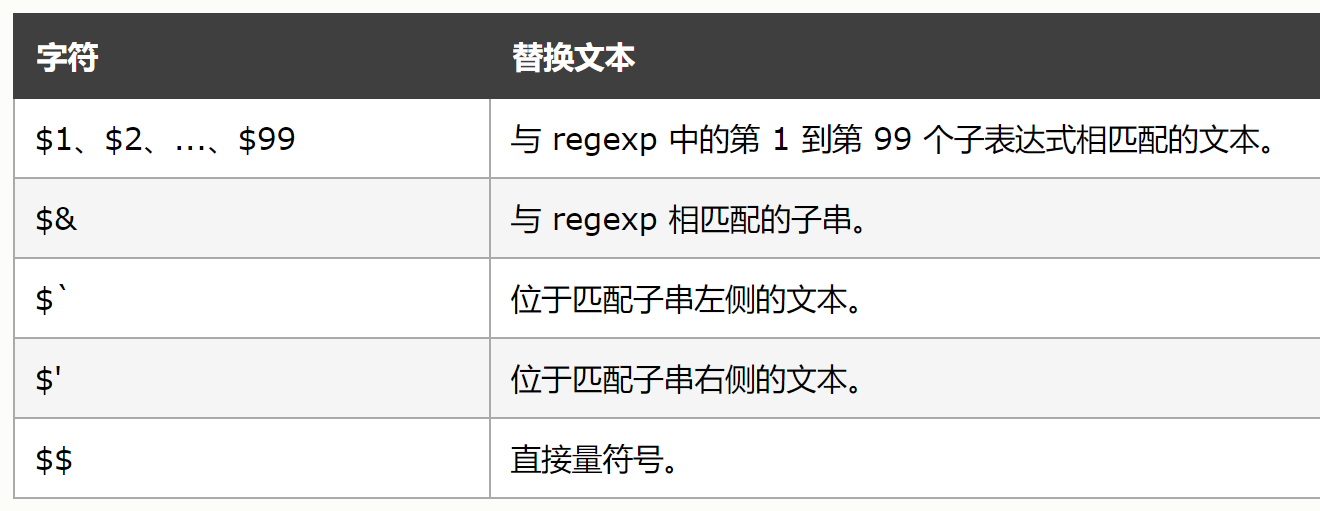 字符 替换文本
$1、$2、...、$99 与 regexp 中的第 1 到第 99 个子表达式相匹配的文本。
$& 与 regexp 相匹配的子串。
$` 位于匹配子串左侧的文本。
$' 位于匹配子串右侧的文本。
$$ 直接量符号。